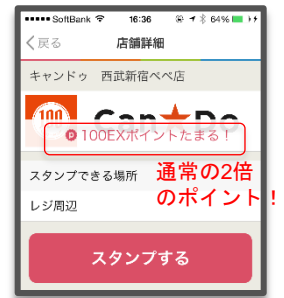 SoftBank 16:36 64%
戻る 店舗詳細
キャンドゥ 西武新宿ペペ店
100 Can★Do
P 100EXポイントたまる！
スタンプできる場所
レジ周辺
通常の2倍
のポイント！
スタンプする